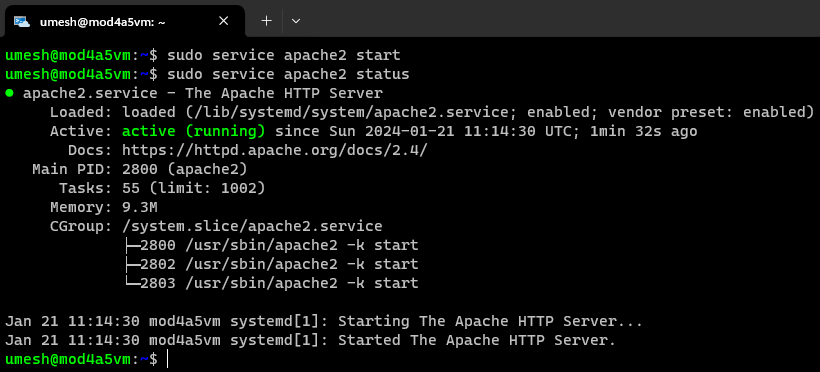 umesh@mod4a5vm: ~
umesh@mod4a5vm:~$ sudo service apache2 start
umesh@mod4a5vm:~$ sudo service apache2 status
● apache2.service - The Apache HTTP Server
     Loaded: loaded (/lib/systemd/system/apache2.service; enabled; vendor preset: enabled)
     Active: active (running) since Sun 2024-01-21 11:14:30 UTC; 1min 32s ago
       Docs: https://httpd.apache.org/docs/2.4/
   Main PID: 2800 (apache2)
      Tasks: 55 (limit: 1002)
     Memory: 9.3M
     CGroup: /system.slice/apache2.service
             ├─2800 /usr/sbin/apache2 -k start
             ├─2802 /usr/sbin/apache2 -k start
             └─2803 /usr/sbin/apache2 -k start
Jan 21 11:14:30 mod4a5vm systemd[1]: Starting The Apache HTTP Server...
Jan 21 11:14:30 mod4a5vm systemd[1]: Started The Apache HTTP Server.
umesh@mod4a5vm:~$